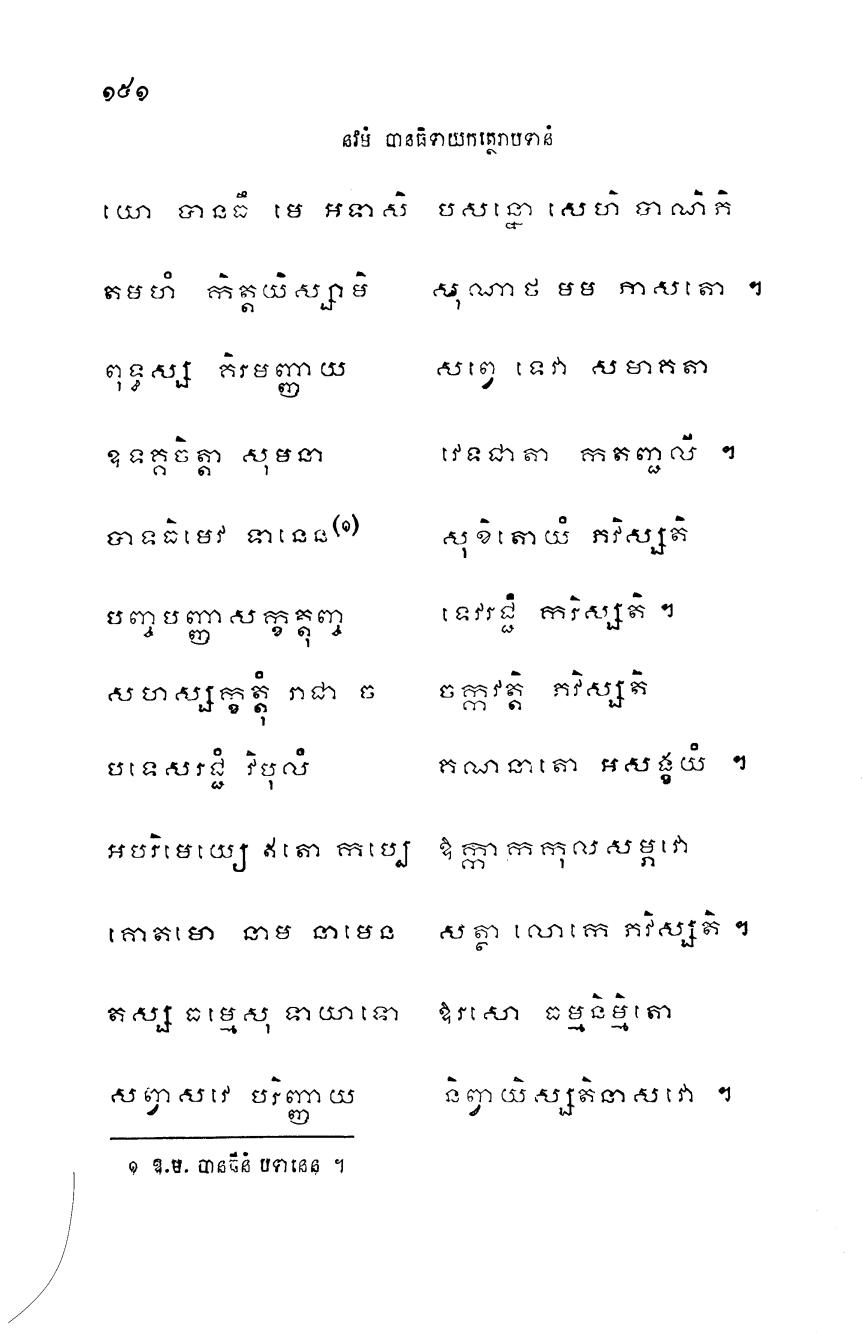 ១៥១
នវមំ បានធិទាយកត្ថេរាបទានំ
យោ បានធឹ មេ អទាសិ បសន្នោ សេហិ បាណិភិ
តមហំ កិត្តយិស្សាមិ សុណាថ មម ភាសតោ ។
ពុទ្ធស្ស គិរមញ្ញាយ សព្វេ ទេវា សមាគតា
ឧទគ្គចិត្តា សុមនា វេទជាតា កតញ្ជលី ។
បាទធិមេវ ទានេន(១) សុខិតោយំ ភវិស្សតិ
បញ្ចបញ្ញាសក្ខត្តុញ្ច ទេវរជ្ជំ ករិស្សតិ ។
សហស្សក្ខត្តុំ រាជា ច ចក្កវត្តិ ភវិស្សតិ
បទេសរជ្ជំ វិបុលំ គណនាតោ អសង្ខយំ ។
អបរិមេយ្យេ ឥតោ កប្បេ ឱក្កាកកុលសម្ភវោ
គោតមោ នាម នាមេន សត្ថា លោកេ ភវិស្សតិ ។
តស្ស ធម្មេសុ ទាយាទោ ឱរសោ ធម្មនិម្មិតោ
សព្វាសវេ បរិញ្ញាយ និព្វាយិស្សតិនាសវោ ។
១ ឱ.ម. បានធីនំ បទានេន ។